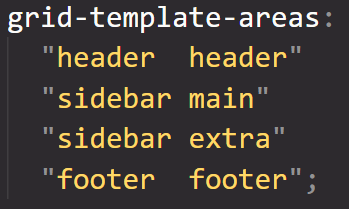 grid-template-areas:
  "header  header"
  "sidebar main"
  "sidebar extra"
  "footer  footer";